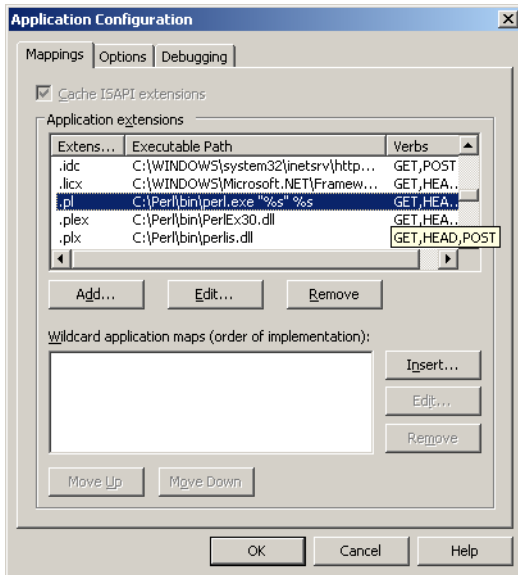 Application Configuration
Mappings Options Debugging
Cache ISAPI extensions
Application extensions
Extens... Executable Path Verbs
.idc C:\WINDOWS\system32\inetsrv\http... GET,POST
.licx C:\WINDOWS\Microsoft.NET\Framew... GET,HEA..
.pl C:\Perl\bin\perl.exe "%s" %s GET,HEA..
.plex C:\Perl\bin\PerlEx30.dll GET,HEA..
.plx C:\Perl\bin\perlis.dll GET,HEAD,POST
Add... Edit... Remove
Wildcard application maps (order of implementation):
Insert...
Edit...
Remove
Move Up Move Down
OK Cancel Help